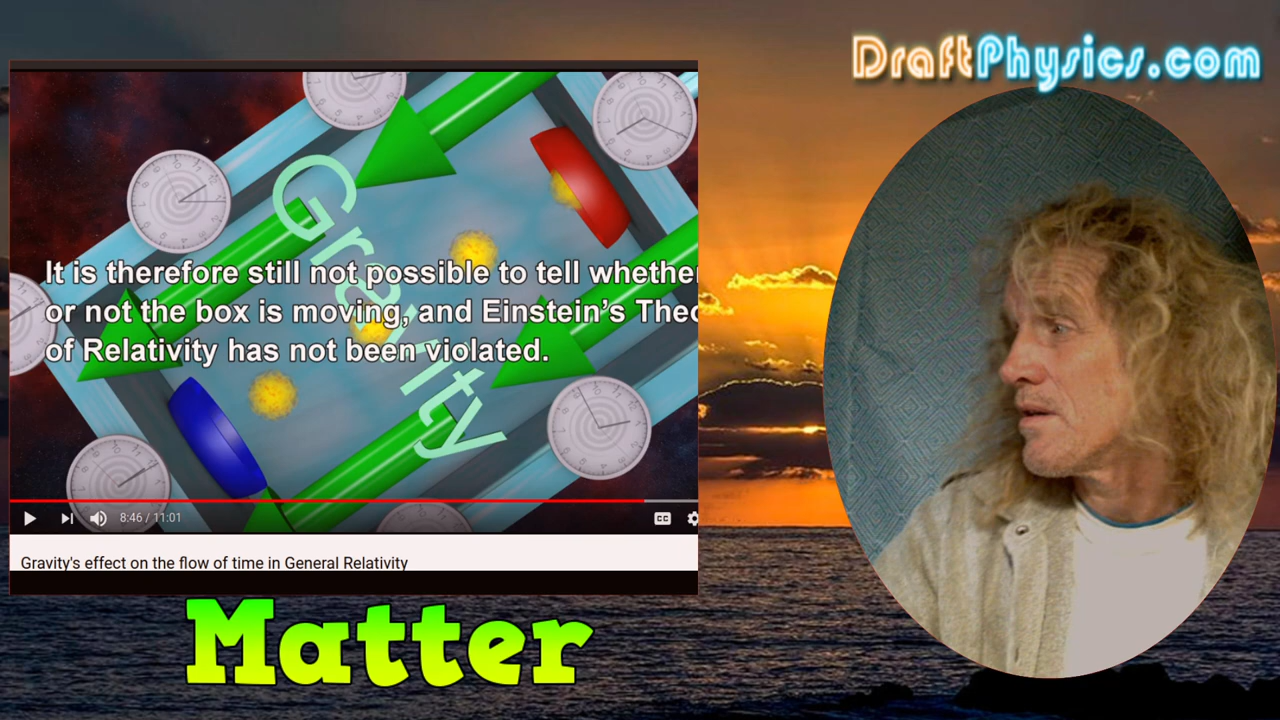 DraftPhysics.com
Gravity
It is therefore still not possible to tell whether
or not the box is moving, and Einstein's Theo
of Relativity has not been violated.
8:46 / 11:01
CC
Gravity's effect on the flow of time in General Relativity
Matter